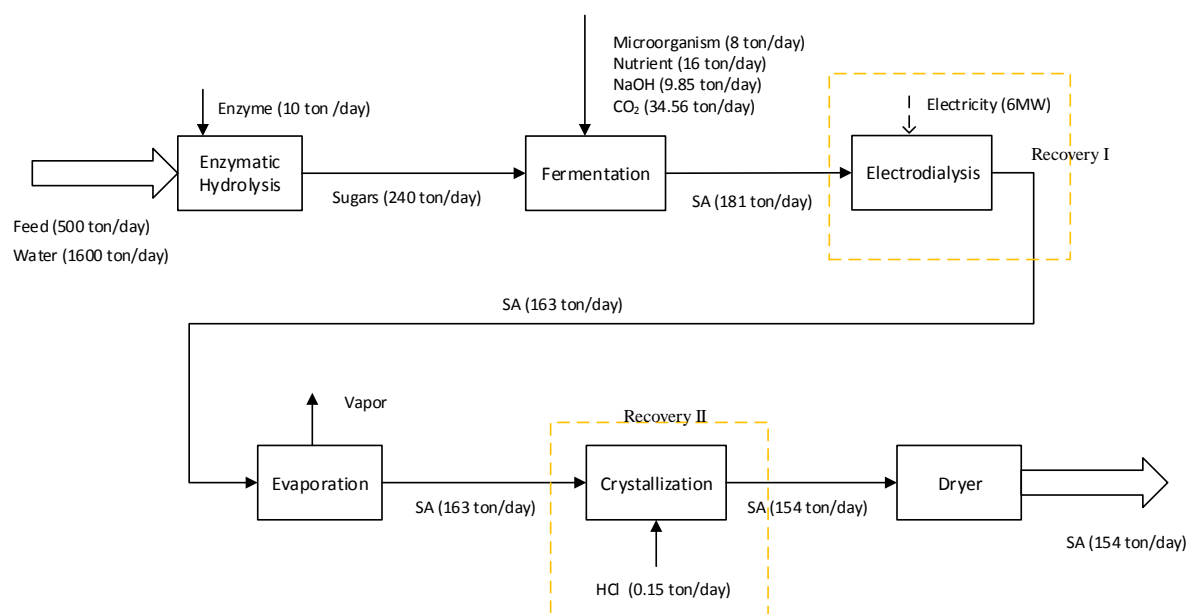 Microorganism (8 ton/day)
Nutrient (16 ton/day)
NaOH (9.85 ton/day)
CO₂ (34.56 ton/day)
Enzyme (10 ton /day)
Electricity (6MW)
Recovery I
Enzymatic
Hydrolysis
Fermentation
Electrodialysis
Sugars (240 ton/day)
SA (181 ton/day)
Feed (500 ton/day)
Water (1600 ton/day)
SA (163 ton/day)
Vapor
Recovery II
Evaporation
Crystallization
Dryer
SA (163 ton/day)
SA (154 ton/day)
SA (154 ton/day)
HCl (0.15 ton/day)